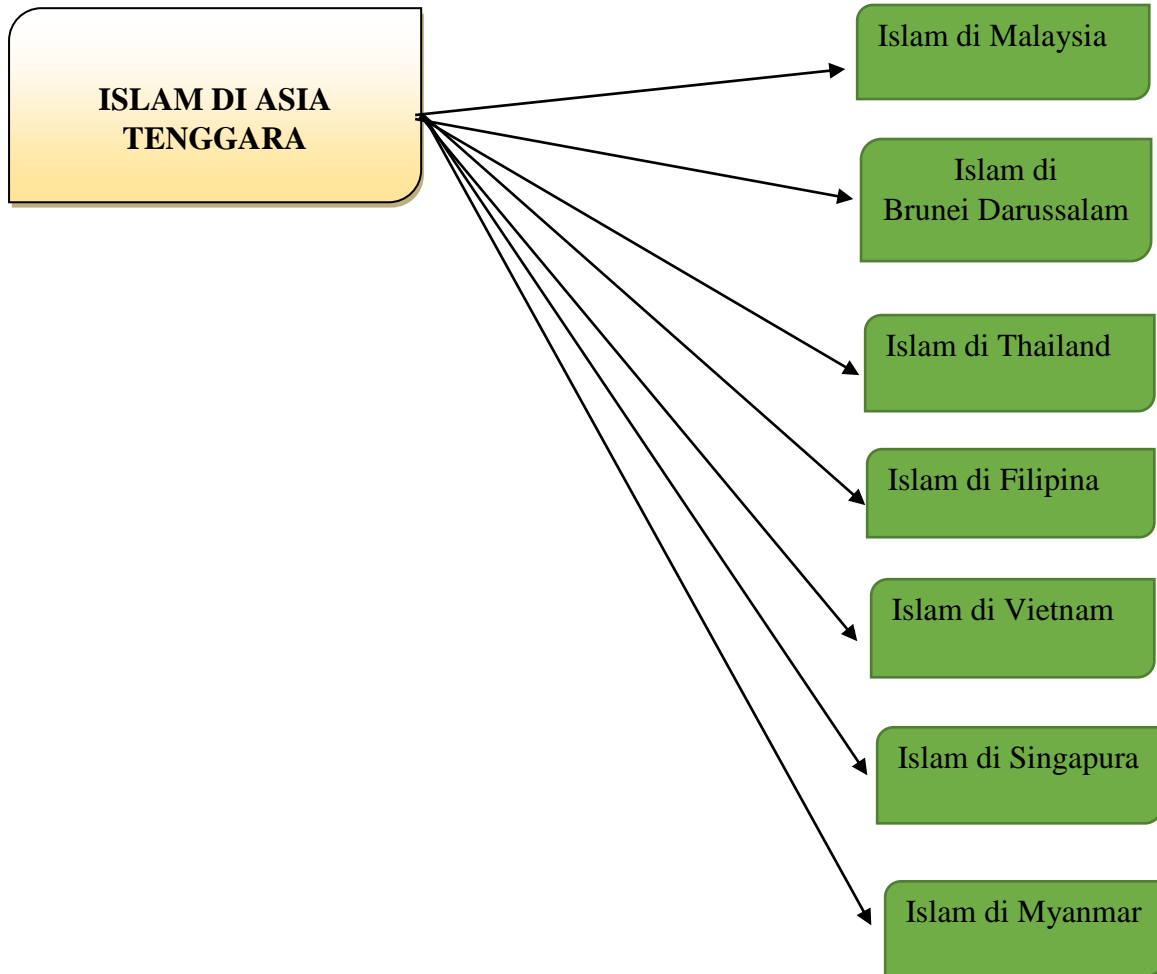 ISLAM DI ASIA
TENGGARA
Islam di Malaysia
Islam di
Brunei Darussalam
Islam di Thailand
Islam di Filipina
Islam di Vietnam
Islam di Singapura
Islam di Myanmar